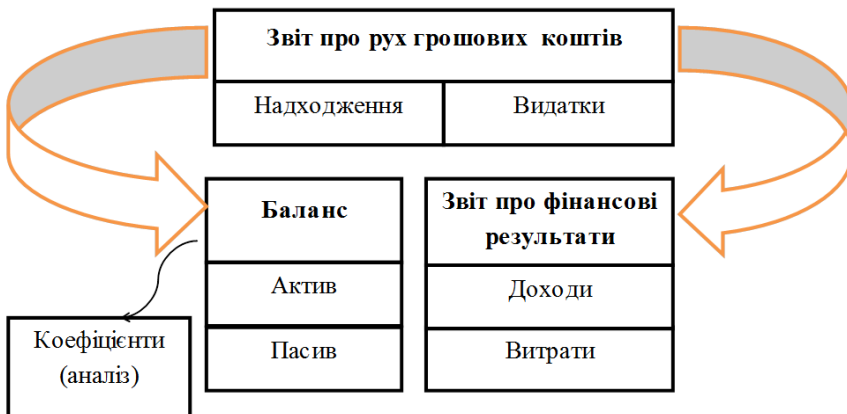 Звіт про рух грошових коштів
Надходження
Видатки
Баланс
Звіт про фінансові
результати
Актив
Доходи
Пасив
Витрати
Коефіцієнти
(аналіз)